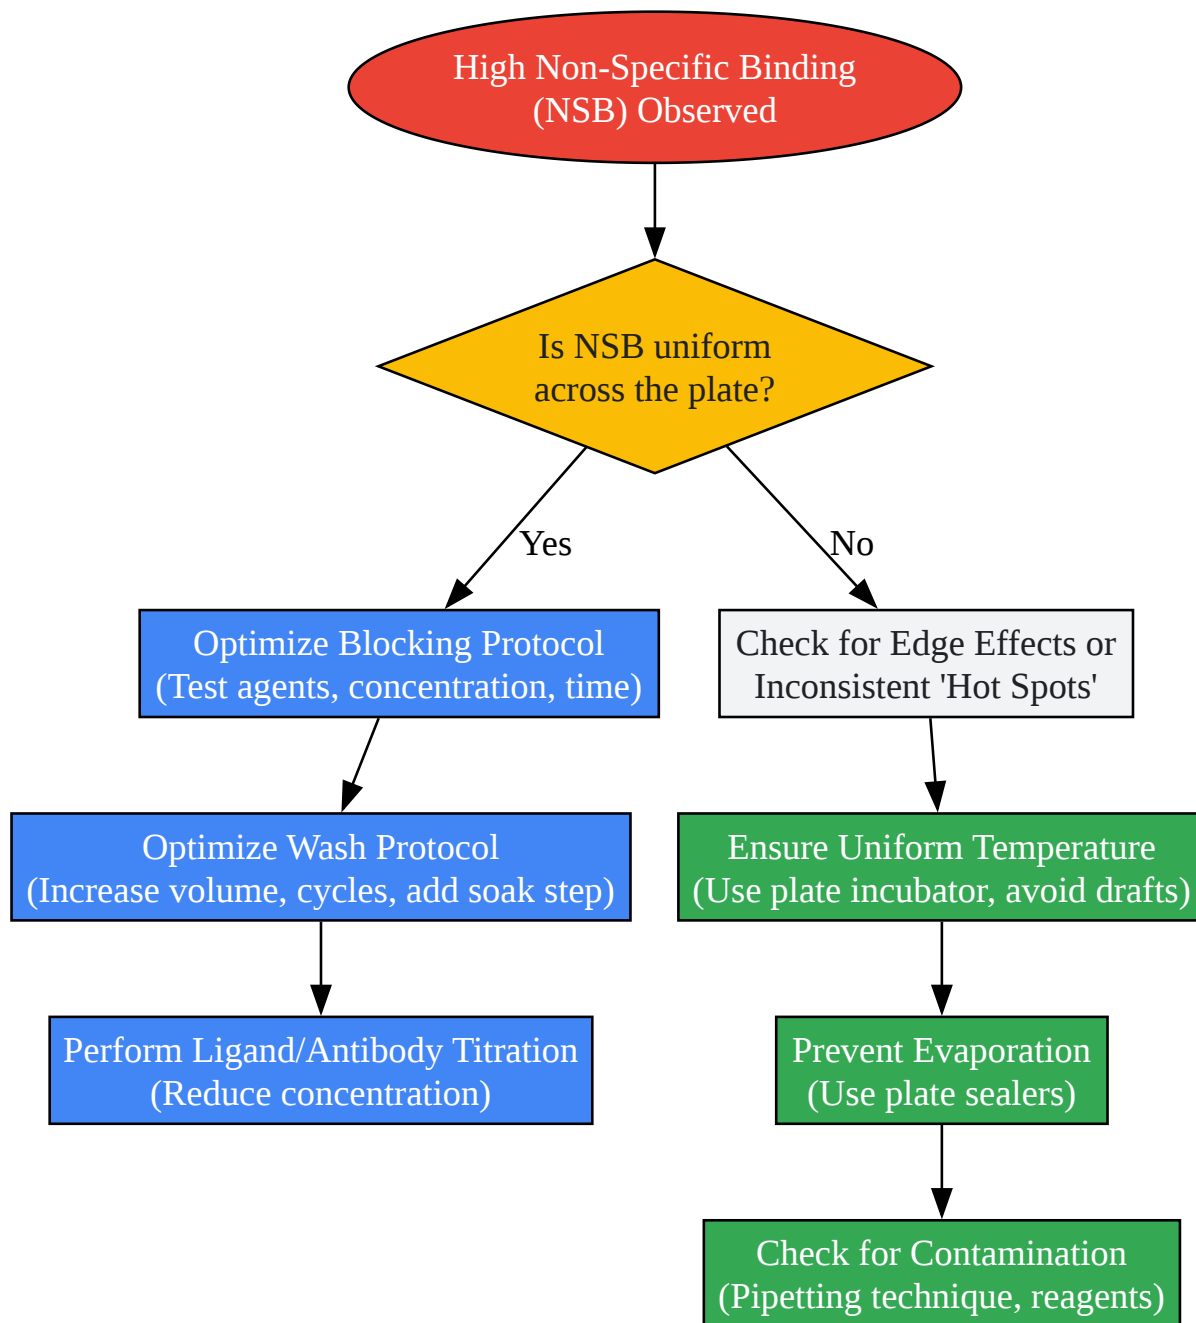 High Non-Specific Binding
(NSB) Observed
Is NSB uniform
across the plate?
Yes
No
Optimize Blocking Protocol
(Test agents, concentration, time)
Check for Edge Effects or
Inconsistent 'Hot Spots'
Optimize Wash Protocol
(Increase volume, cycles, add soak step)
Ensure Uniform Temperature
(Use plate incubator, avoid drafts)
Perform Ligand/Antibody Titration
(Reduce concentration)
Prevent Evaporation
(Use plate sealers)
Check for Contamination
(Pipetting technique, reagents)